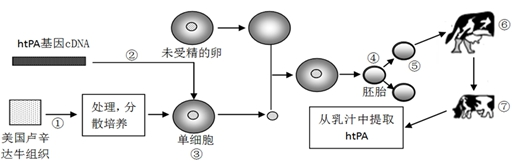 htPA基因cDNA
②
未受精的卵
美国卢辛
达牛组织
①
处理,分
散培养
单细胞
③
④
胚胎
⑤
⑥
⑦
从乳汁中提取
htPA